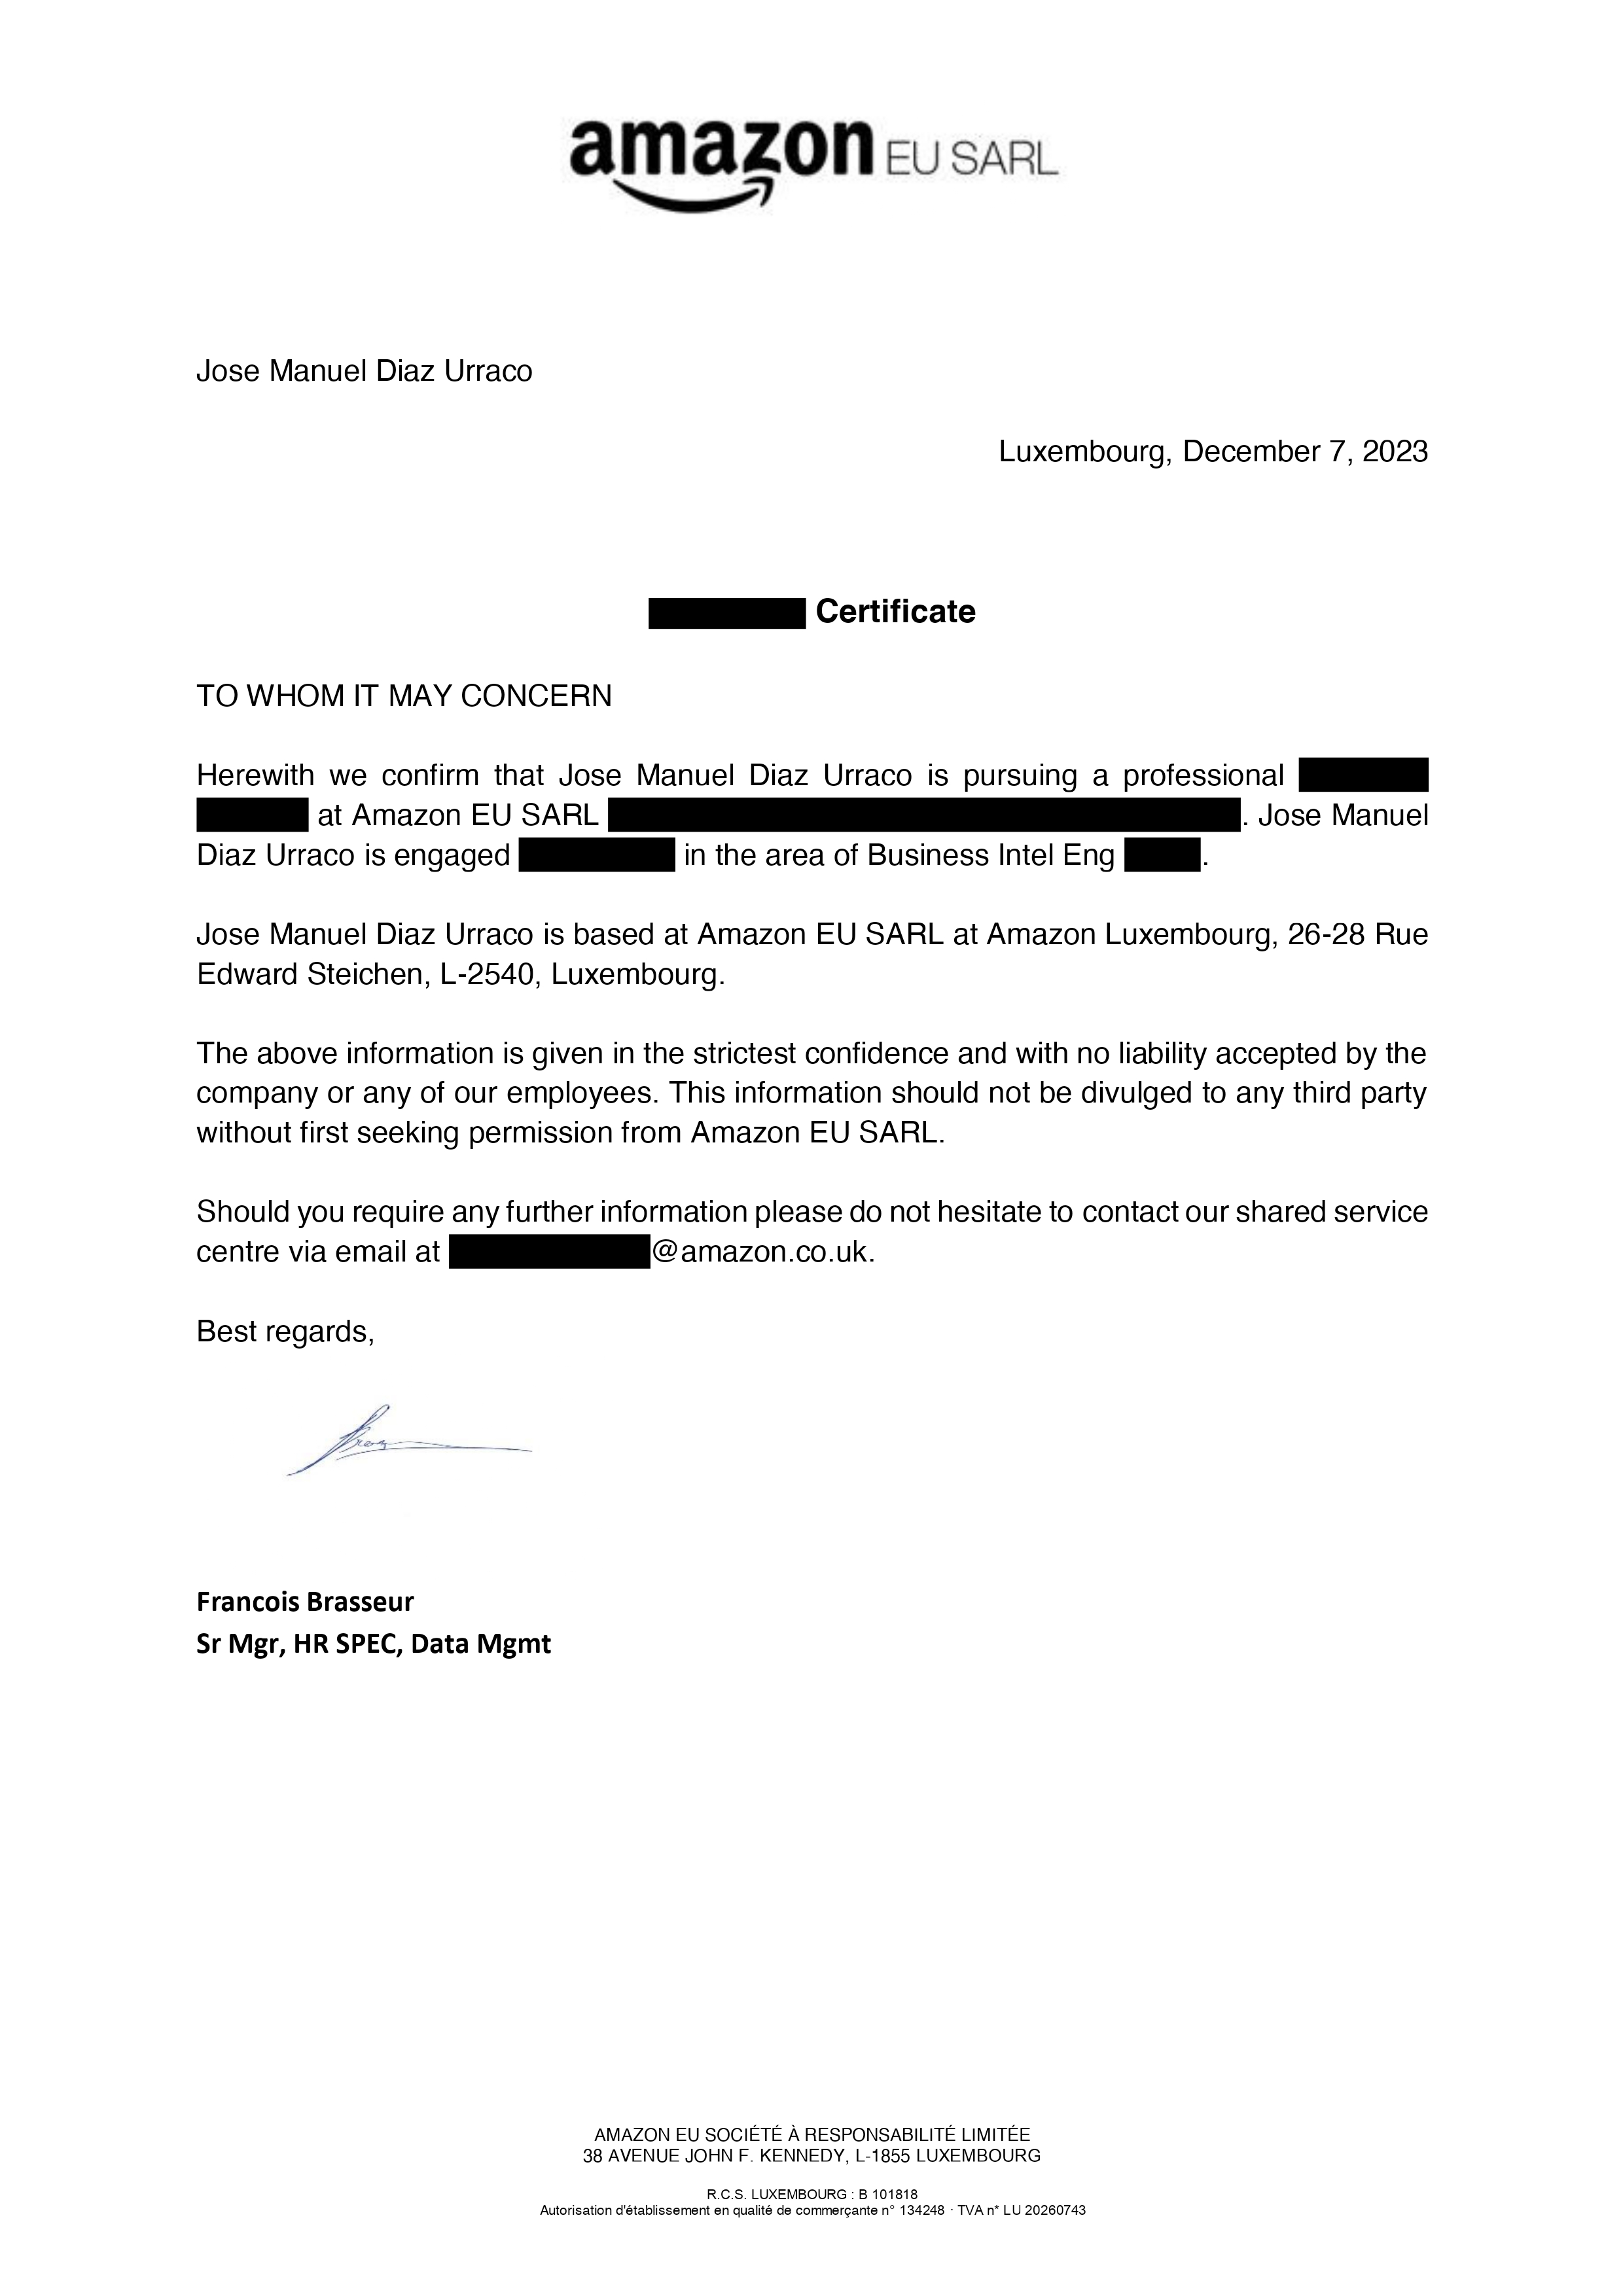 amazon EU SARL
Jose Manuel Diaz Urraco
Luxembourg, December 7, 2023
Certificate
TO WHOM IT MAY CONCERN
Herewith we confirm that Jose Manuel Diaz Urraco is pursuing a professional
at Amazon EU SARL . Jose Manuel
Diaz Urraco is engaged in the area of Business Intel Eng .
Jose Manuel Diaz Urraco is based at Amazon EU SARL at Amazon Luxembourg, 26-28 Rue
Edward Steichen, L-2540, Luxembourg.
The above information is given in the strictest confidence and with no liability accepted by the
company or any of our employees. This information should not be divulged to any third party
without first seeking permission from Amazon EU SARL.
Should you require any further information please do not hesitate to contact our shared service
centre via email at @amazon.co.uk.
Best regards,
Francois Brasseur
Sr Mgr, HR SPEC, Data Mgmt
AMAZON EU SOCIÉTÉ À RESPONSABILITÉ LIMITÉE
38 AVENUE JOHN F. KENNEDY, L-1855 LUXEMBOURG
R.C.S. LUXEMBOURG : B 101818
Autorisation d'établissement en qualité de commerçante n° 134248 · TVA n* LU 20260743